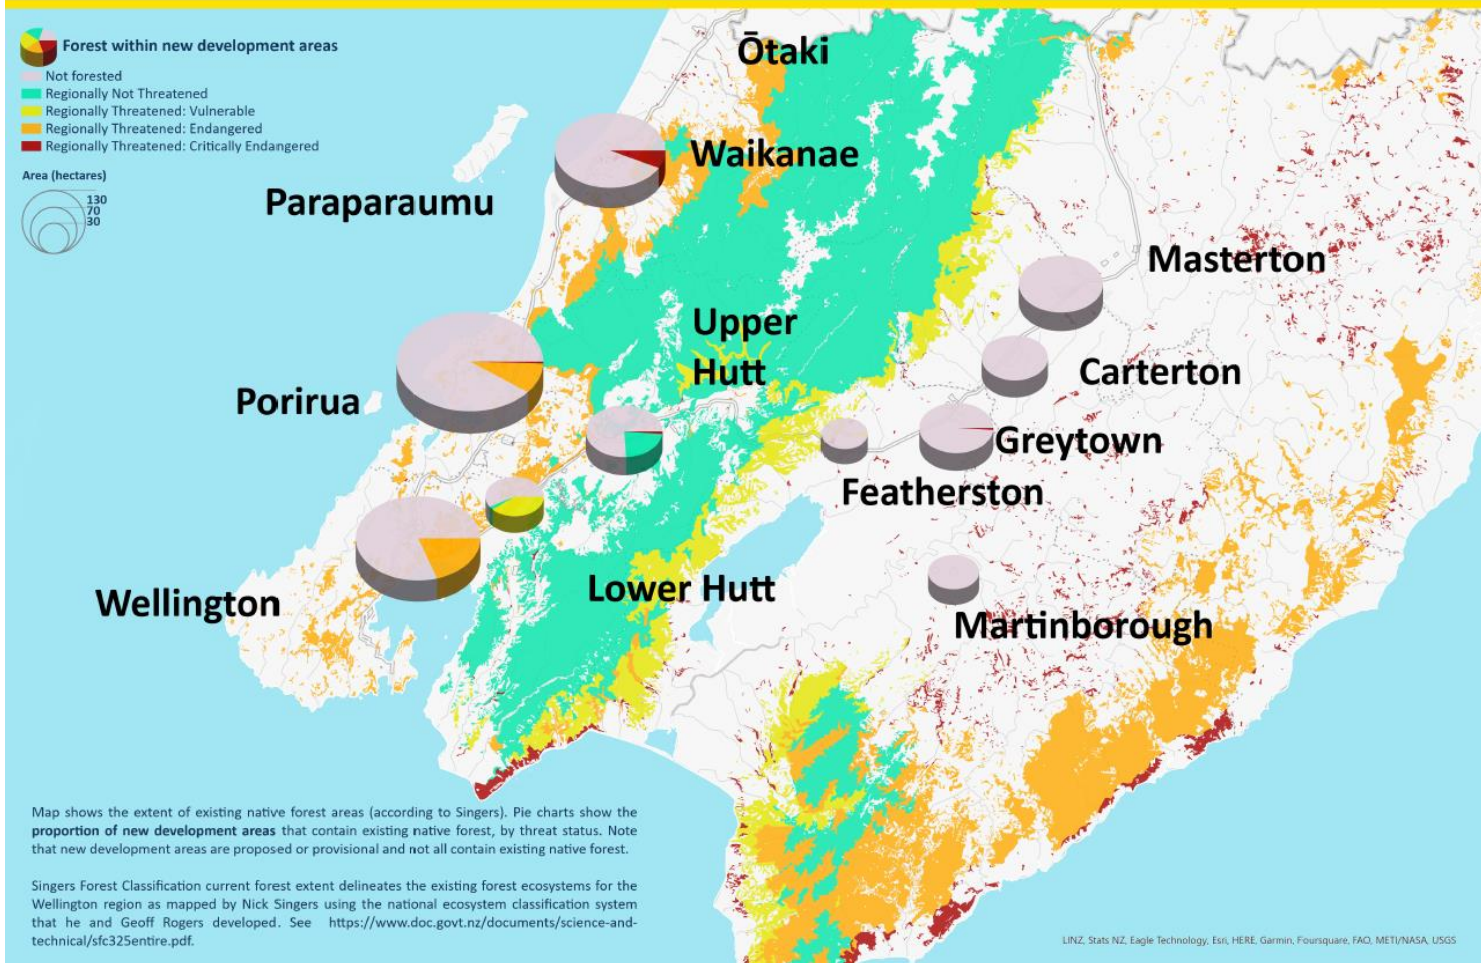 Forest within new development areas
Not forested
Regionally Not Threatened
Regionally Threatened: Vulnerable
Regionally Threatened: Endangered
Regionally Threatened: Critically Endangered
Area (hectares)
130
70
30
Ōtaki
Waikanae
Paraparaumu
Masterton
Upper
Hutt
Carterton
Porirua
Greytown
Featherston
Lower Hutt
Wellington
Martinborough
Map shows the extent of existing native forest areas (according to Singers). Pie charts show the
proportion of new development areas that contain existing native forest, by threat status. Note
that new development areas are proposed or provisional and not all contain existing native forest.
Singers Forest Classification current forest extent delineates the existing forest ecosystems for the
Wellington region as mapped by Nick Singers using the national ecosystem classification system
that he and Geoff Rogers developed. See https://www.doc.govt.nz/documents/science-and-
technical/sfc325entire.pdf.
LINZ, Stats NZ, Eagle Technology, Esri, HERE, Garmin, Foursquare, FAO, METI/NASA, USGS